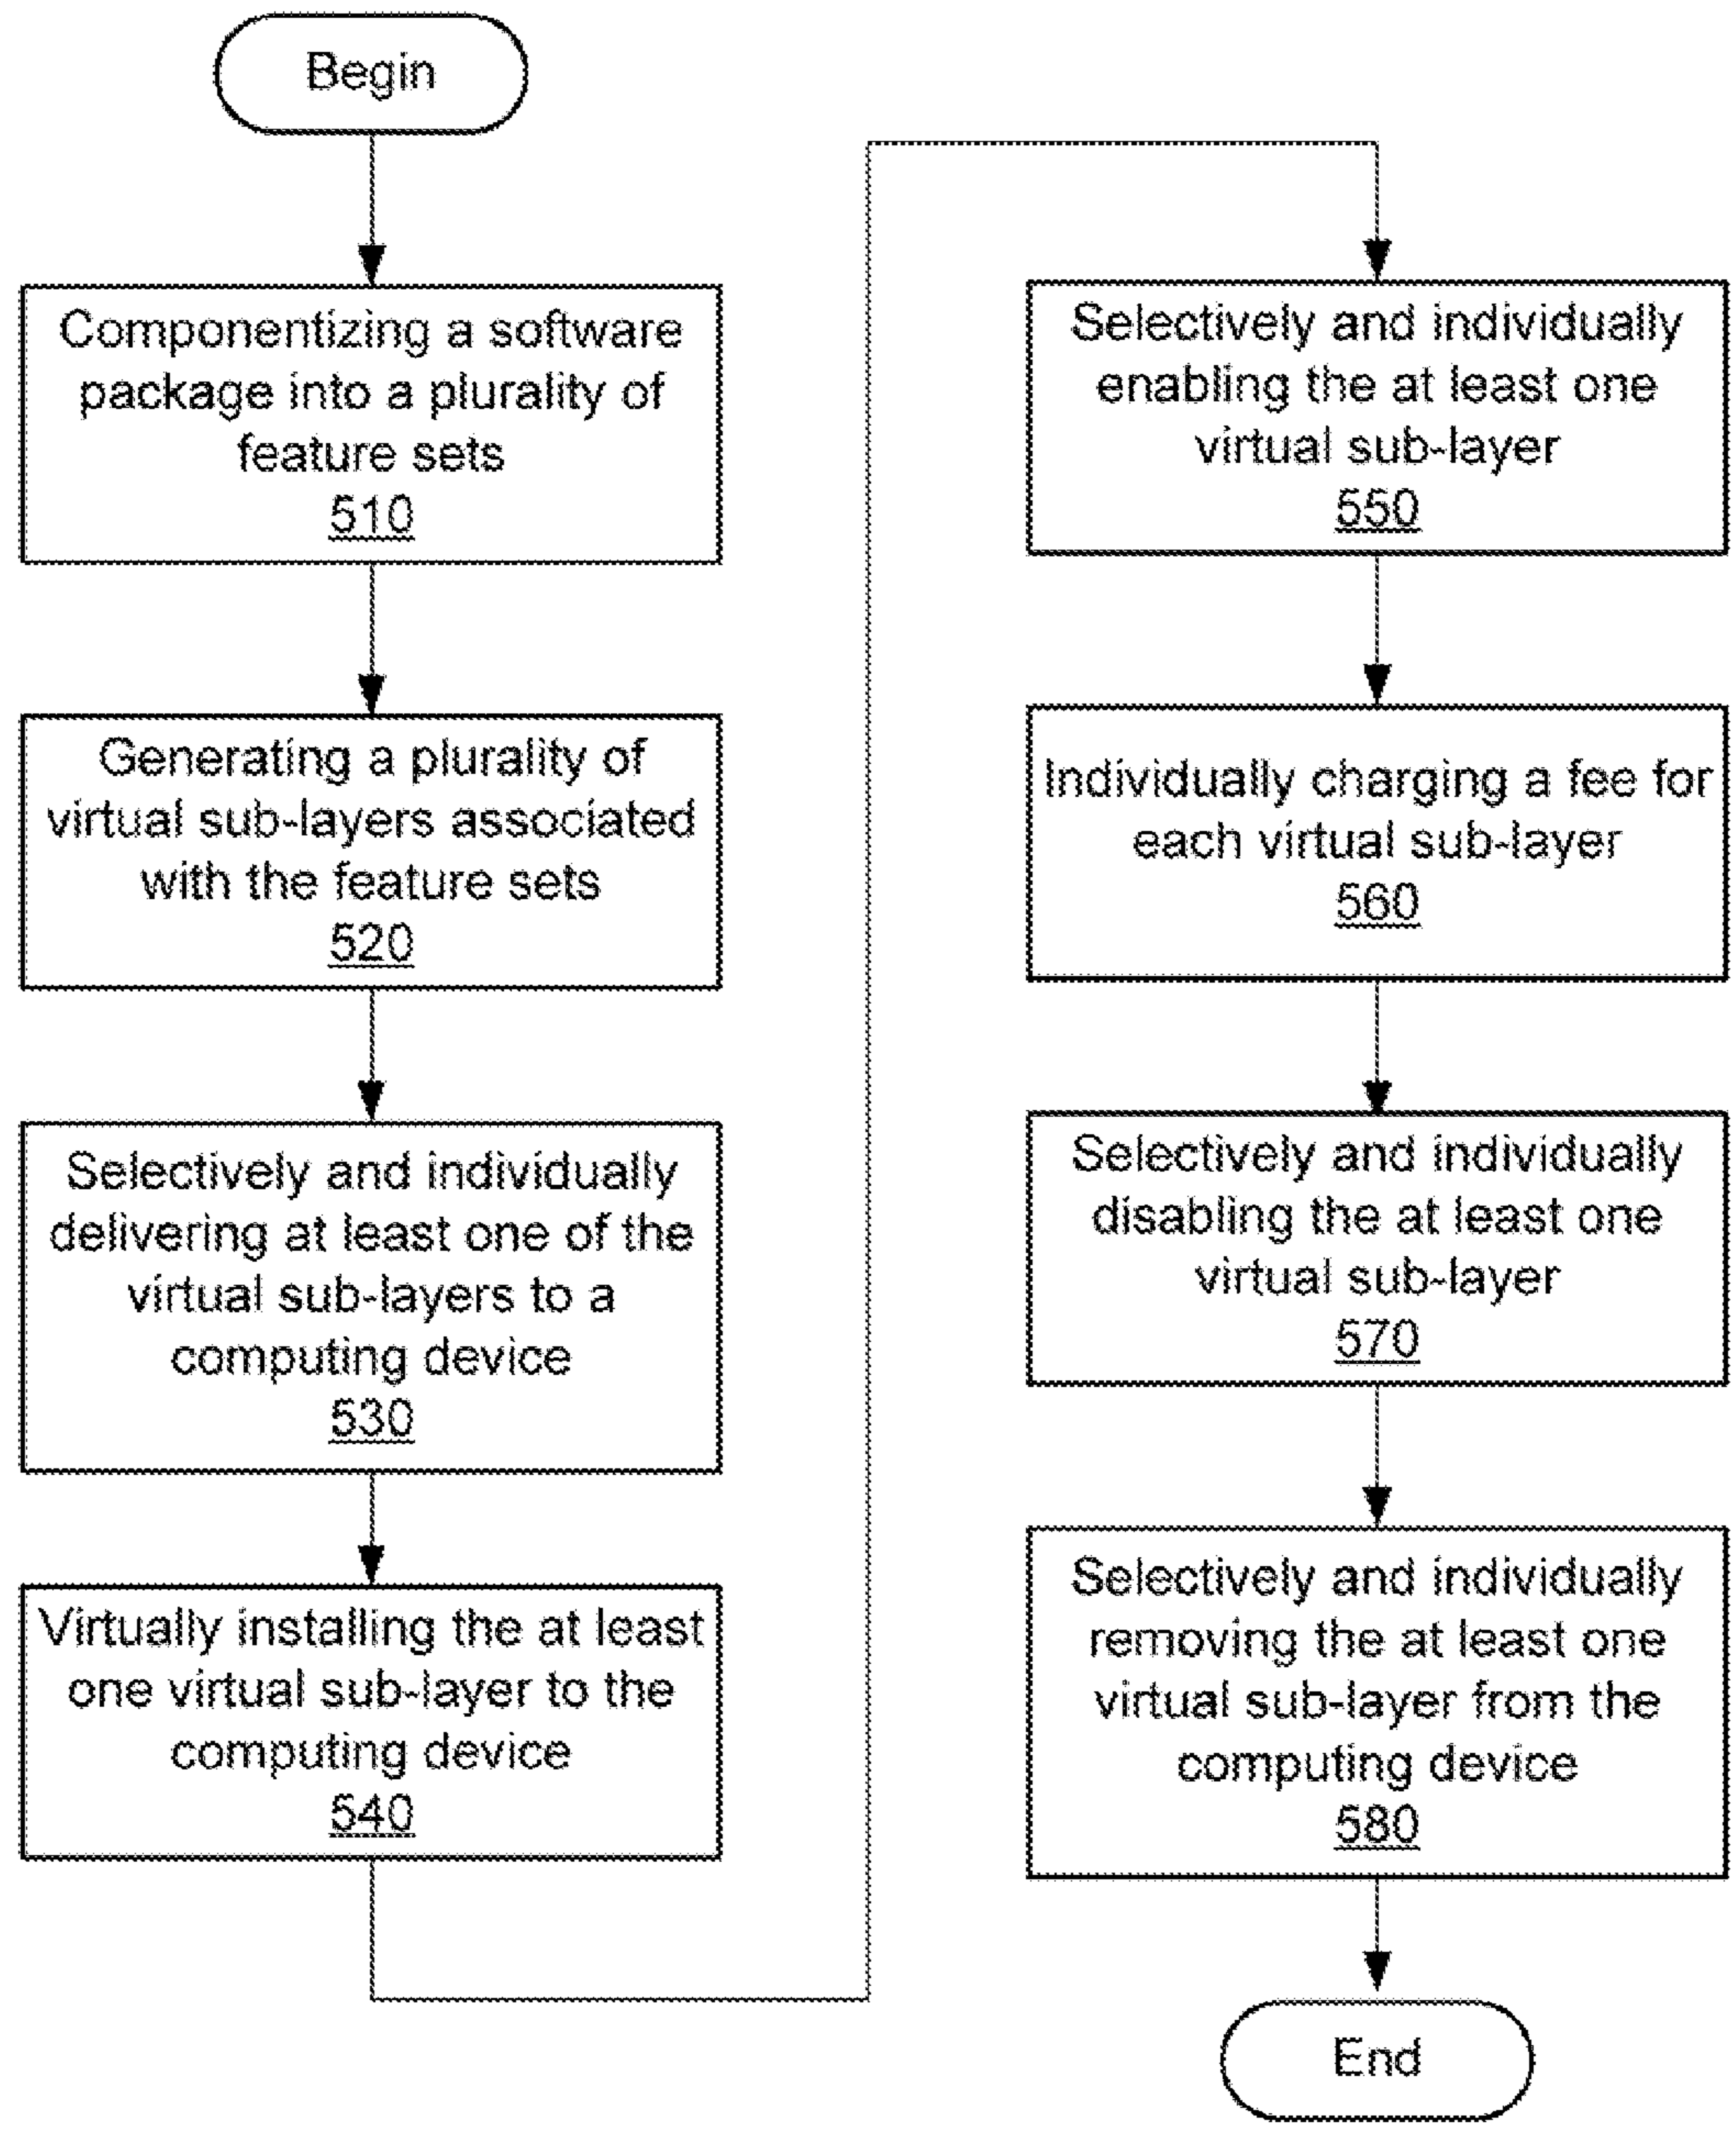 Begin
Componentizing a software
package into a plurality of
feature sets
510
Generating a plurality of
virtual sub-layers associated
with the feature sets
520
Selectively and individually
delivering at least one of the
virtual sub-layers to a
computing device
530
Virtually installing the at least
one virtual sub-layer to the
computing device
540
Selectively and individually
enabling the at least one
virtual sub-layer
550
Individually charging a fee for
each virtual sub-layer
560
Selectively and individually
disabling the at least one
virtual sub-layer
570
Selectively and individually
removing the at least one
virtual sub-layer from the
computing device
580
End